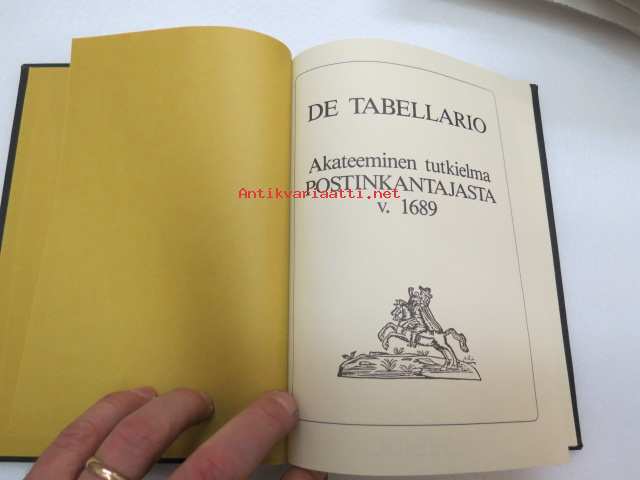 DE TABELLARIO
Akateeminen tutkielma
POSTINKANTAJASTA
Antikvariaatti.net
v. 1689